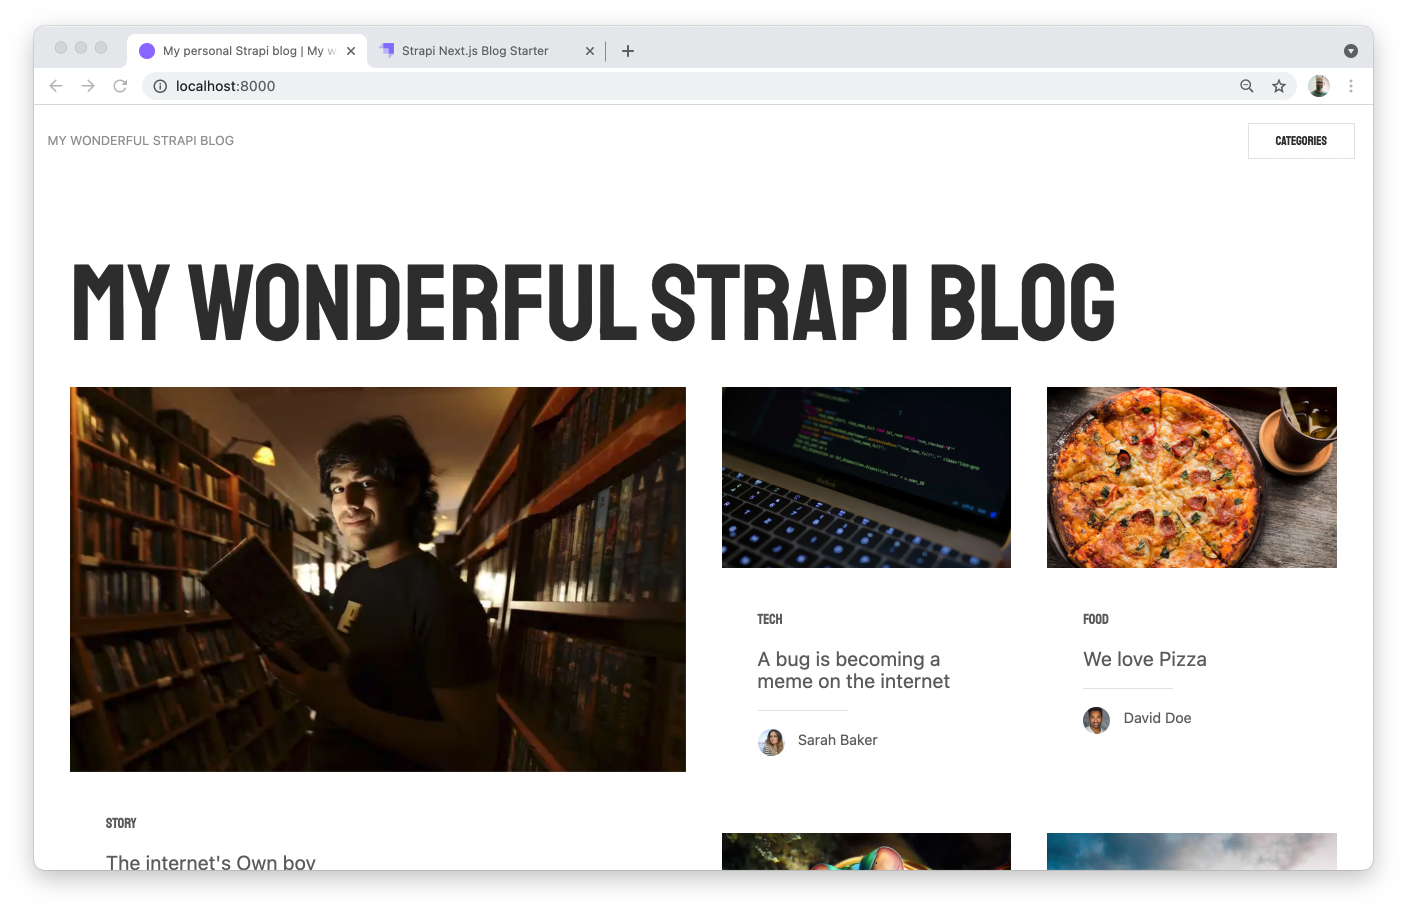 My personal Strapi blog | My w
Strapi Next.js Blog Starter
localhost:8000
MY WONDERFUL STRAPI BLOG
CATEGORIES
MY WONDERFUL STRAPI BLOG
TECH
A bug is becoming a
meme on the internet
Sarah Baker
FOOD
We love Pizza
David Doe
STORY
The internet's Own boy